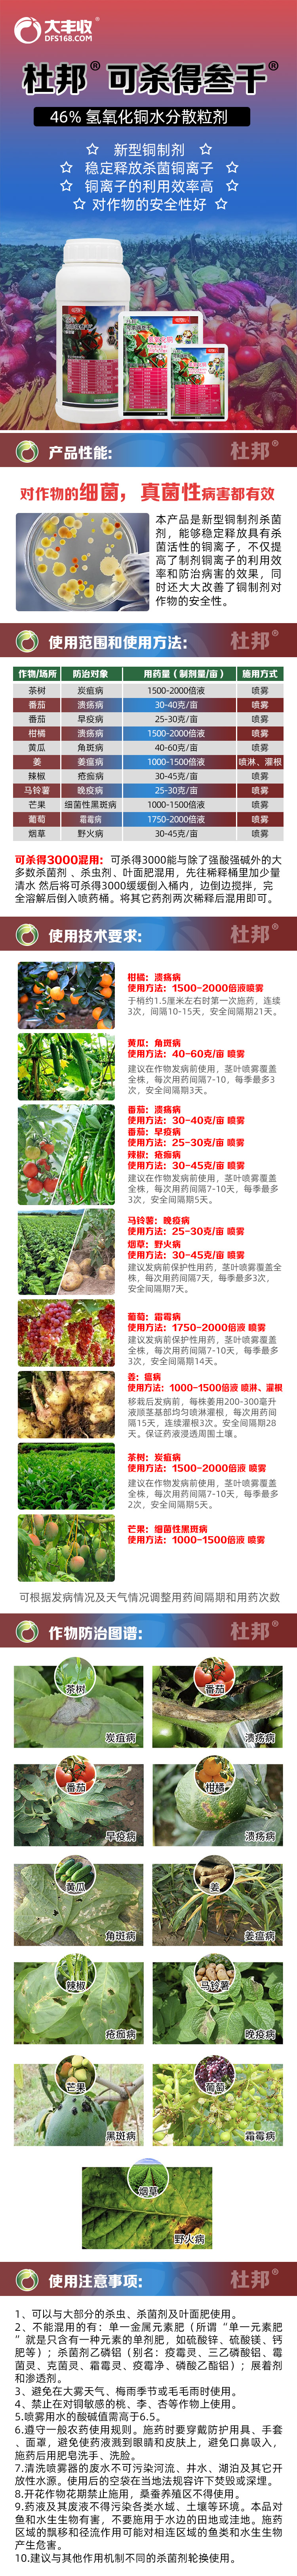 大丰收
DFS168.COM
杜邦® 可杀得叁千®
46% 氢氧化铜水分散粒剂
☆ 新型铜制剂 ☆
☆ 稳定释放杀菌铜离子 ☆
☆ 铜离子的利用效率高 ☆
☆ 对作物的安全性好 ☆
产品性能: 杜邦®
对作物的细菌，真菌性病害都有效
本产品是新型铜制剂杀菌
剂，能够稳定释放具有杀
菌活性的铜离子，不仅提
高了制剂铜离子的利用效
率和防治病害的效果，同
时还大大改善了铜制剂对
作物的安全性。
使用范围和使用方法: 杜邦®
作物/场所 防治对象 用药量（制剂量/亩） 施用方式
茶树 炭疽病 1500-2000倍液 喷雾
番茄 溃疡病 30-40克/亩 喷雾
番茄 早疫病 25-30克/亩 喷雾
柑橘 溃疡病 1500-2000倍液 喷雾
黄瓜 角斑病 40-60克/亩 喷雾
姜 姜瘟病 1000-1500倍液 喷淋、灌根
辣椒 疮痂病 30-45克/亩 喷雾
马铃薯 晚疫病 25-30克/亩 喷雾
芒果 细菌性黑斑病 1000-1500倍液 喷雾
葡萄 霜霉病 1750-2000倍液 喷雾
烟草 野火病 30-45克/亩 喷雾
可杀得3000混用：可杀得3000能与除了强酸强碱外的大
多数杀菌剂 、杀虫剂、叶面肥混用，先往稀释桶里加少量
清水 然后将可杀得3000缓缓倒入桶内，边倒边搅拌，完
全溶解后倒入喷药桶。将其它药剂两次稀释后混用即可。
使用技术要求: 杜邦®
柑橘：溃疡病
使用方法：1500-2000倍液喷雾
于梢约1.5厘米左右时第一次施药，连续
3次，间隔10-15天，安全间隔期21天。
黄瓜：角斑病
使用方法：40-60克/亩 喷雾
建议在作物发病前使用，茎叶喷雾覆盖
全株，每次用药间隔7-10，每季最多3
次，安全间隔期3天。
番茄：溃疡病
使用方法：30-40克/亩 喷雾
番茄：早疫病
使用方法：25-30克/亩 喷雾
辣椒：疮痂病
使用方法：30-45克/亩 喷雾
建议在作物发病前使用，茎叶喷雾覆盖
全株，每次用药间隔7-10天，每季最多
3次，安全间隔期5天。
马铃薯：晚疫病
使用方法：25-30克/亩 喷雾
烟草：野火病
使用方法：30-45克/亩 喷雾
建议发病前保护性用药，茎叶喷雾覆盖全
株，每次用药间隔7天，每季最多3次，
安全间隔期7天。
葡萄：霜霉病
使用方法：1750-2000倍液 喷雾
建议发病前保护性用药，茎叶喷雾覆盖
全株，每次用药间隔7-10天，每季最多
3次，安全间隔期14天。
姜：瘟病
使用方法：1000-1500倍液 喷淋、灌根
移栽后发病前，每株姜用200-300毫升
液顺茎基部均匀喷淋灌根，每次用药间
隔15天，连续灌根3次。安全间隔期28
天。保证药液浸透周围土壤。
茶树：炭疽病
使用方法：1500-2000倍液 喷雾
建议在作物发病前使用，茎叶喷雾覆盖
全株，每次用药间隔7-10天，每季最多
2次，安全间隔期5天。
芒果：细菌性黑斑病
使用方法：1000-1500倍液 喷雾
可根据发病情况及天气情况调整用药间隔期和用药次数
作物防治图谱: 杜邦®
茶树 番茄
炭疽病 溃疡病
番茄 柑橘
早疫病 溃疡病
黄瓜 姜
角斑病 姜瘟病
辣椒 马铃薯
疮痂病 晚疫病
芒果 葡萄
黑斑病 霜霉病
烟草
野火病
使用注意事项: 杜邦®
1、可以与大部分的杀虫、杀菌剂及叶面肥使用。
2、不能混用的有：单一金属元素肥（所谓“单一元素肥
”就是只含有一种元素的单剂肥，如硫酸锌、硫酸镁、钙
肥等）；杀菌剂乙磷铝（别名：疫霉灵、三乙磷酸铝、霉
菌灵、克菌灵、霜霉灵、疫霉净、磷酸乙酯铝）；展着剂
和渗透剂。
3、避免在大雾天气、梅雨季节或毛毛雨时使用。
4、禁止在对铜敏感的桃、李、杏等作物上使用。
5.喷雾用水的酸碱值需高于6.5。
6.遵守一般农药使用规则。施药时要穿戴防护用具、手套
、面罩，避免使药液溅到眼睛和皮肤上，避免口鼻吸入，
施药后用肥皂洗手、洗脸。
7.清洗喷雾器的废水不可污染河流、井水、湖泊及其它开
放性水源。使用后的空袋在当地法规容许下焚毁或深埋。
8.开花作物花期禁止施用，桑蚕养殖区不得使用。
9.药液及其废液不得污染各类水域、土壤等环境。本品对
鱼和水生生物有害，不要施用于水边的田地或洼地。施药
区域的飘移和径流作用可能对相连区域的鱼类和水生生物
产生危害。
10.建议与其他作用机制不同的杀菌剂轮换使用。